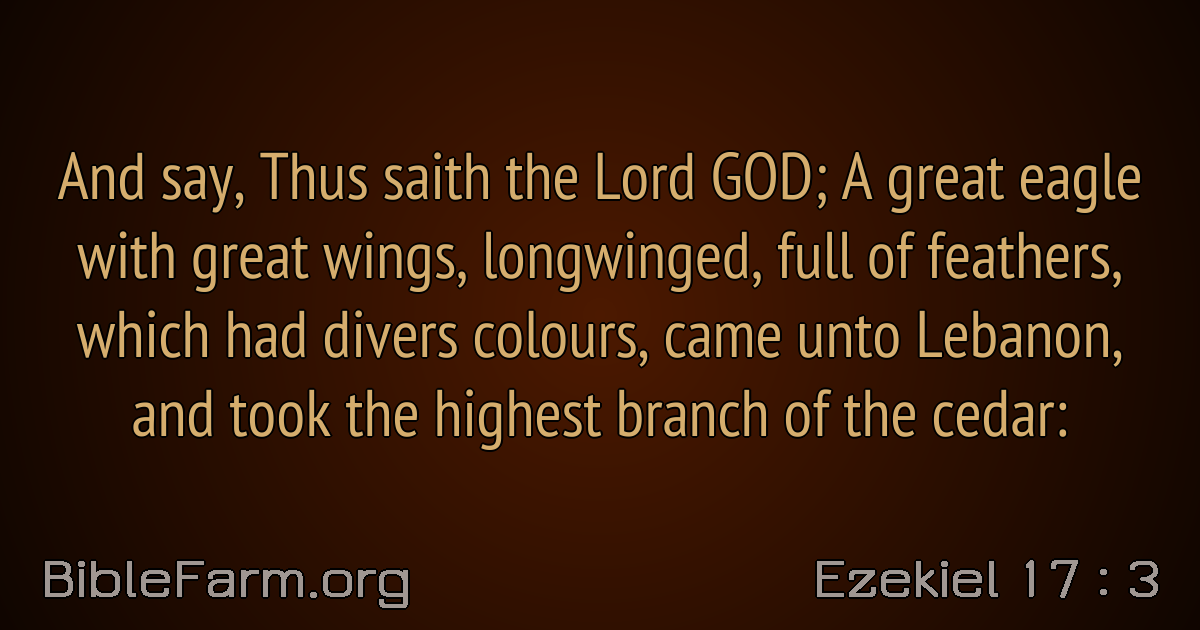 And say, Thus saith the Lord GOD; A great eagle
with great wings, longwinged, full of feathers,
which had divers colours, came unto Lebanon,
and took the highest branch of the cedar:
BibleFarm.org
Ezekiel 17 : 3